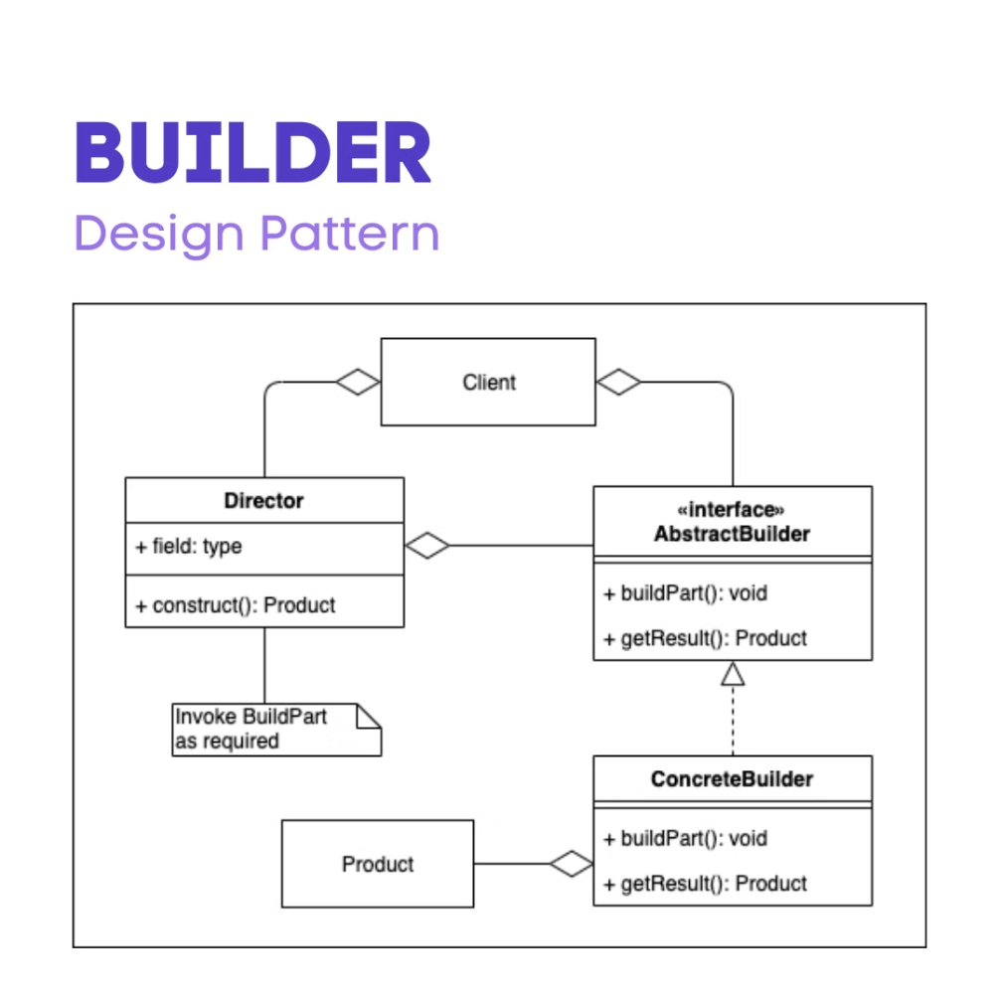 BUILDER
Design Pattern
Client
Director
+ field: type
+ construct(): Product
«interface»
AbstractBuilder
+ buildPart(): void
+ getResult(): Product
Invoke BuildPart
as required
ConcreteBuilder
+ buildPart(): void
+ getResult(): Product
Product